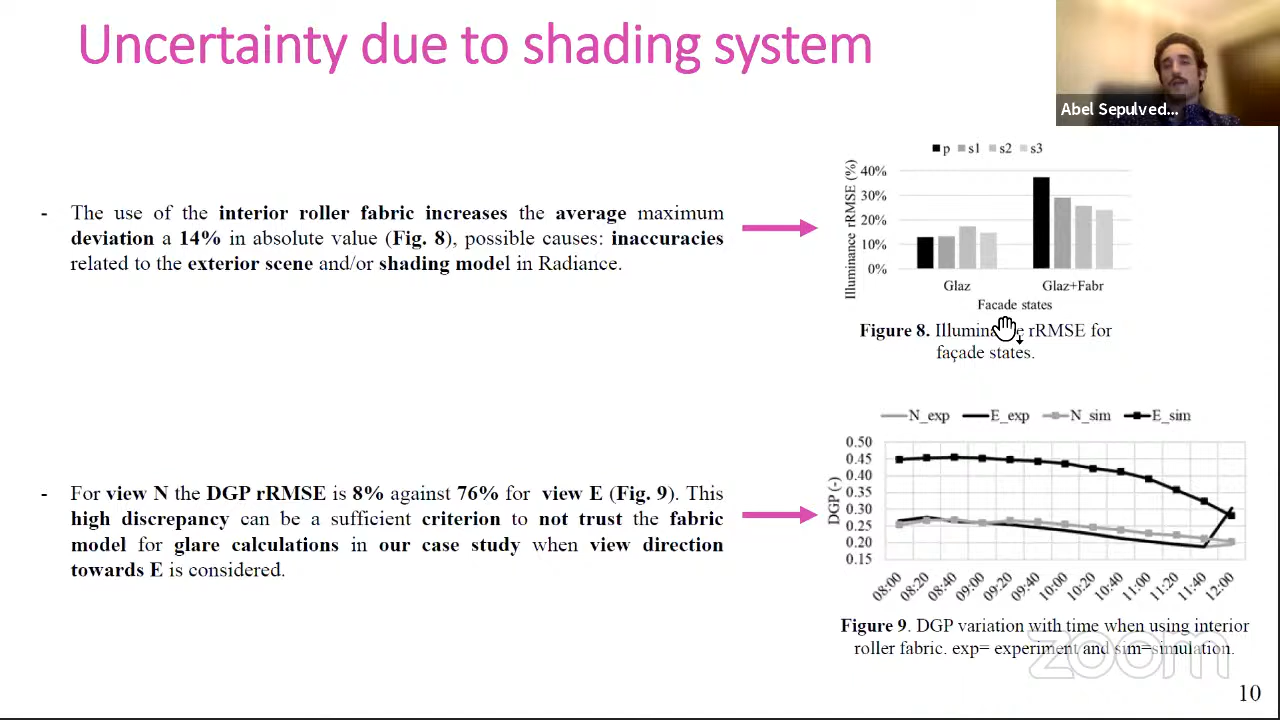 Uncertainty due to shading system
Abel Sepulved...
- The use of the interior roller fabric increases the average maximum
deviation a 14% in absolute value (Fig. 8), possible causes: inaccuracies
related to the exterior scene and/or shading model in Radiance.
p s1 s2 s3
Illuminance rRMSE (%)
40%
30%
20%
10%
0%
Glaz Glaz+Fabr
Facade states
Figure 8. Illuminance rRMSE for
façade states.
- For view N the DGP rRMSE is 8% against 76% for view E (Fig. 9). This
high discrepancy can be a sufficient criterion to not trust the fabric
model for glare calculations in our case study when view direction
towards E is considered.
N_exp E_exp N_sim E_sim
DGP (-)
0.50
0.45
0.40
0.35
0.30
0.25
0.20
0.15
08:00 08:20 08:40 09:00 09:20 09:40 10:00 10:20 10:40 11:00 11:20 11:40 12:00
Figure 9. DGP variation with time when using interior
roller fabric. exp= experiment and sim=simulation.
zoom
10